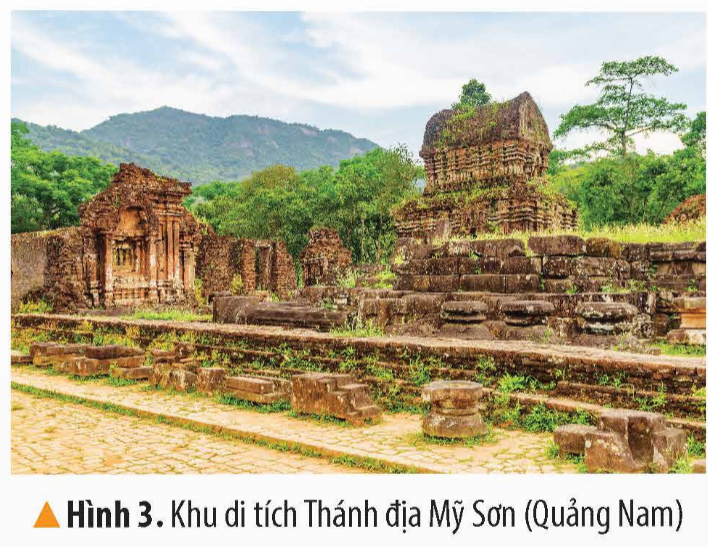 ▲ Hình 3. Khu di tích Thánh địa Mỹ Sơn (Quảng Nam)